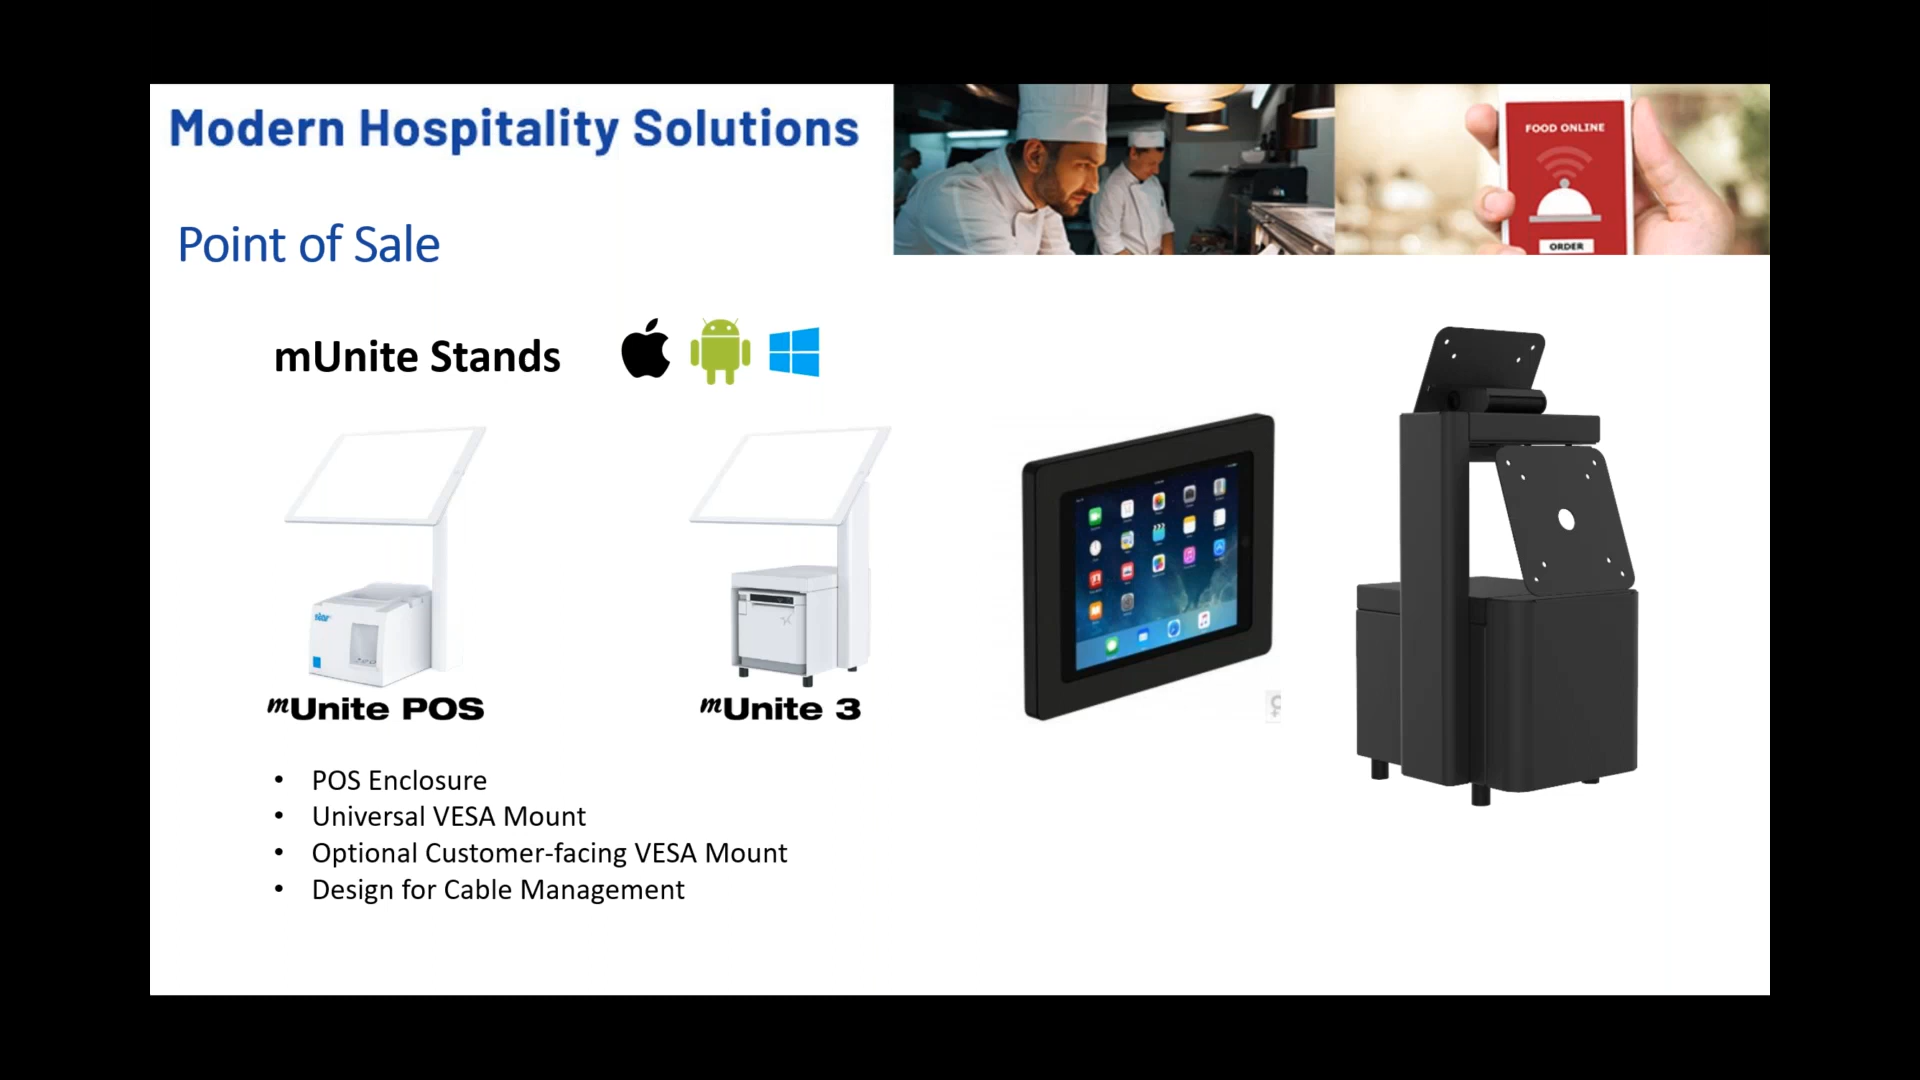 Modern Hospitality Solutions
FOOD ONLINE
ORDER
Point of Sale
mUnite Stands
star
mUnite POS
mUnite 3
• POS Enclosure
• Universal VESA Mount
• Optional Customer-facing VESA Mount
• Design for Cable Management